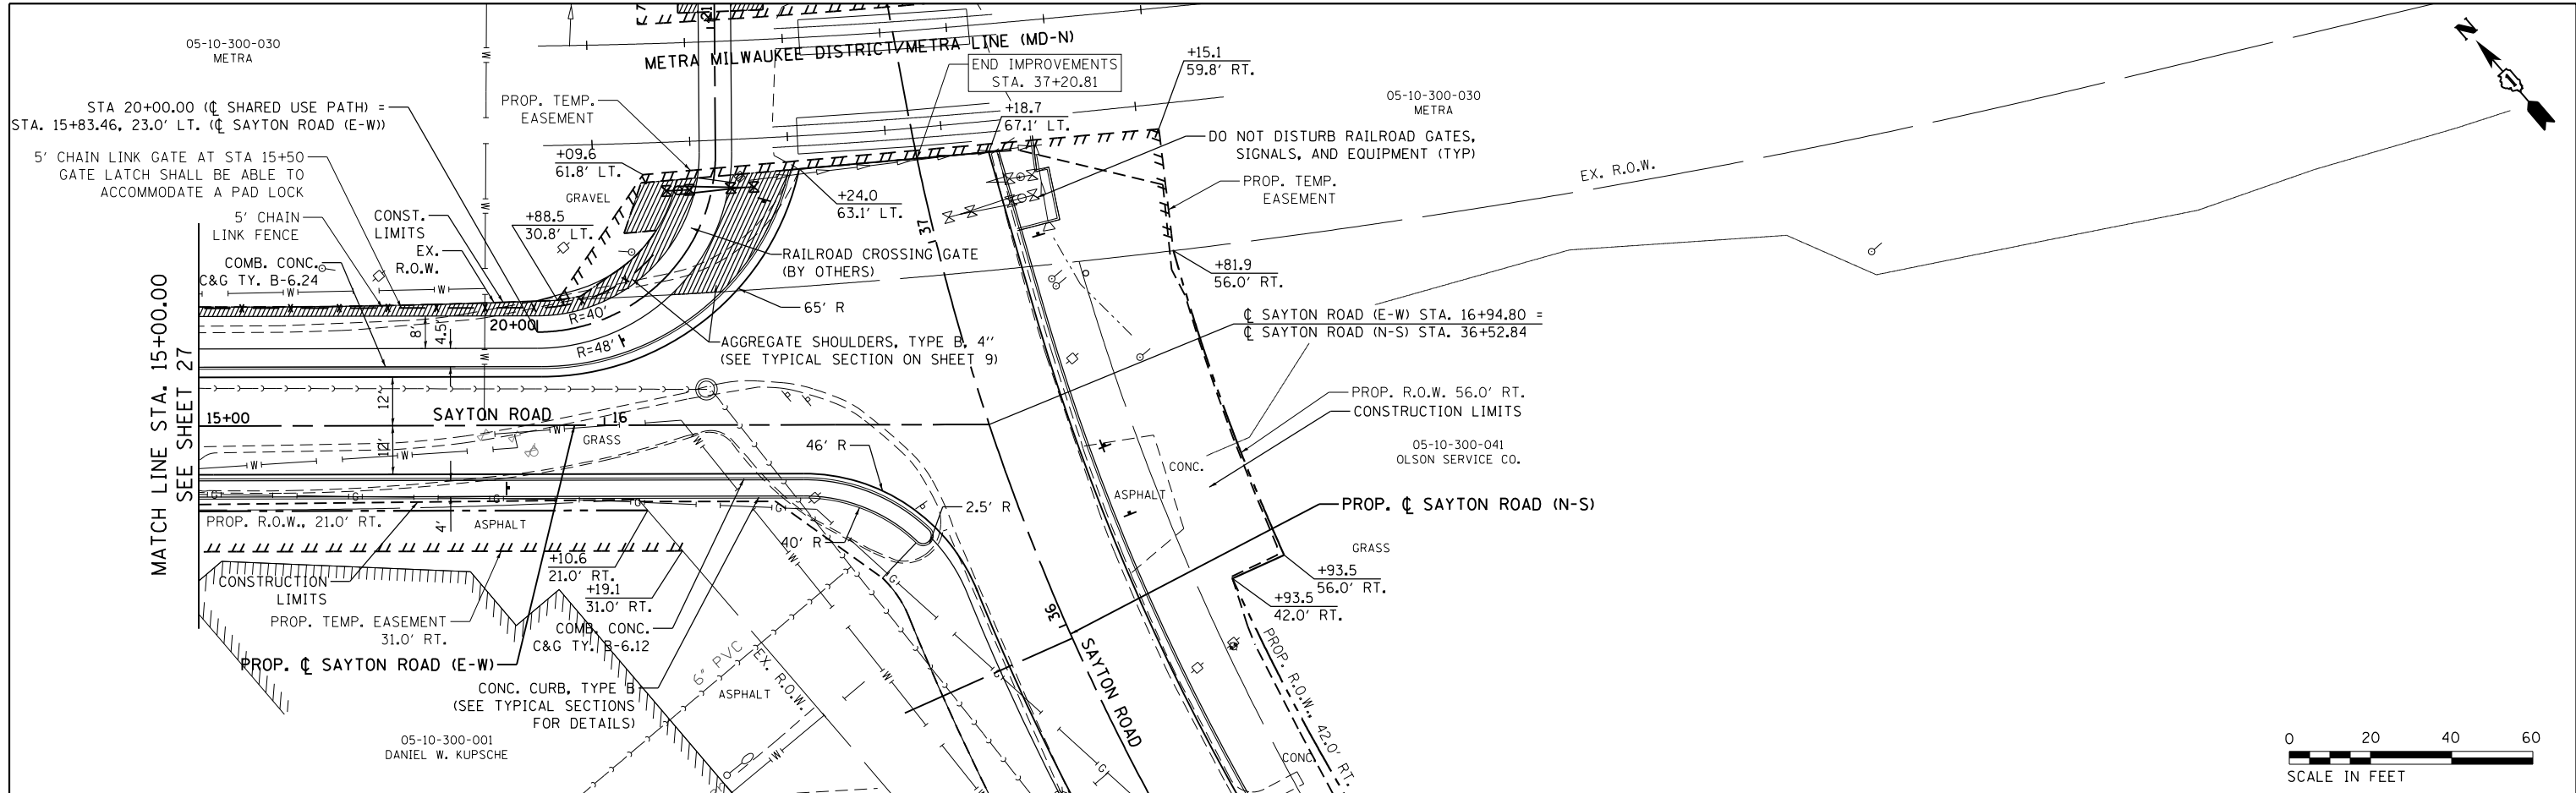 05-10-300-030
METRA
METRA MILWAUKEE DISTRICT/METRA LINE (MD-N)
END IMPROVEMENTS
STA. 37+20.81
+15.1
59.8' RT.
05-10-300-030
METRA
N
STA 20+00.00 (℄ SHARED USE PATH) =
STA. 15+83.46, 23.0' LT. (℄ SAYTON ROAD (E-W))
PROP. TEMP.
EASEMENT
+18.7
67.1' LT.
DO NOT DISTURB RAILROAD GATES,
SIGNALS, AND EQUIPMENT (TYP)
5' CHAIN LINK GATE AT STA 15+50
GATE LATCH SHALL BE ABLE TO
ACCOMMODATE A PAD LOCK
+09.6
61.8' LT.
GRAVEL
PROP. TEMP.
EASEMENT
EX. R.O.W.
5' CHAIN
LINK FENCE
CONST.
LIMITS
+88.5
30.8' LT.
+24.0
63.1' LT.
37
EX.
R.O.W.
COMB. CONC.
C&G TY. B-6.24
RAILROAD CROSSING GATE
(BY OTHERS)
+81.9
56.0' RT.
MATCH LINE STA. 15+00.00
SEE SHEET 27
8'
4.5'
20+00
R=40'
R=48'
65' R
℄ SAYTON ROAD (E-W) STA. 16+94.80 =
℄ SAYTON ROAD (N-S) STA. 36+52.84
AGGREGATE SHOULDERS, TYPE B, 4"
(SEE TYPICAL SECTION ON SHEET 9)
12'
12'
15+00
SAYTON ROAD
16
GRASS
46' R
PROP. R.O.W. 56.0' RT.
CONSTRUCTION LIMITS
05-10-300-041
OLSON SERVICE CO.
CONC.
ASPHALT
PROP. ℄ SAYTON ROAD (N-S)
PROP. R.O.W., 21.0' RT.
4'
ASPHALT
40' R
2.5' R
GRASS
+10.6
21.0' RT.
+19.1
31.0' RT.
+93.5
56.0' RT.
+93.5
42.0' RT.
CONSTRUCTION
LIMITS
PROP. TEMP. EASEMENT
31.0' RT.
COMB. CONC.
C&G TY. B-6.12
PROP. ℄ SAYTON ROAD (E-W)
CONC. CURB, TYPE B
(SEE TYPICAL SECTIONS
FOR DETAILS)
6" PVC
EX. R.O.W.
ASPHALT
36
SAYTON ROAD
PROP. R.O.W., 42.0' RT.
CONC.
05-10-300-001
DANIEL W. KUPSCHE
0 20 40 60
SCALE IN FEET